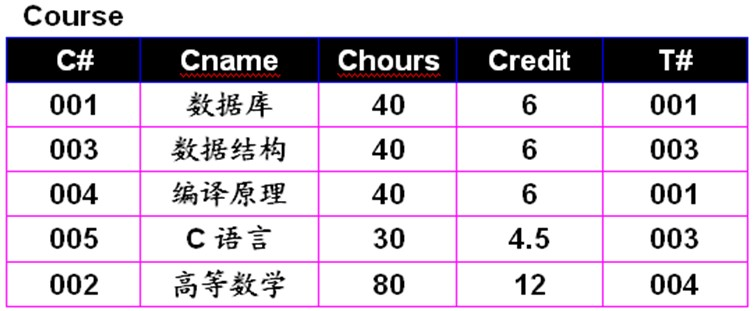 Course
C# Cname Chours Credit T#
001 数据库 40 6 001
003 数据结构 40 6 003
004 编译原理 40 6 001
005 C 语言 30 4.5 003
002 高等数学 80 12 004